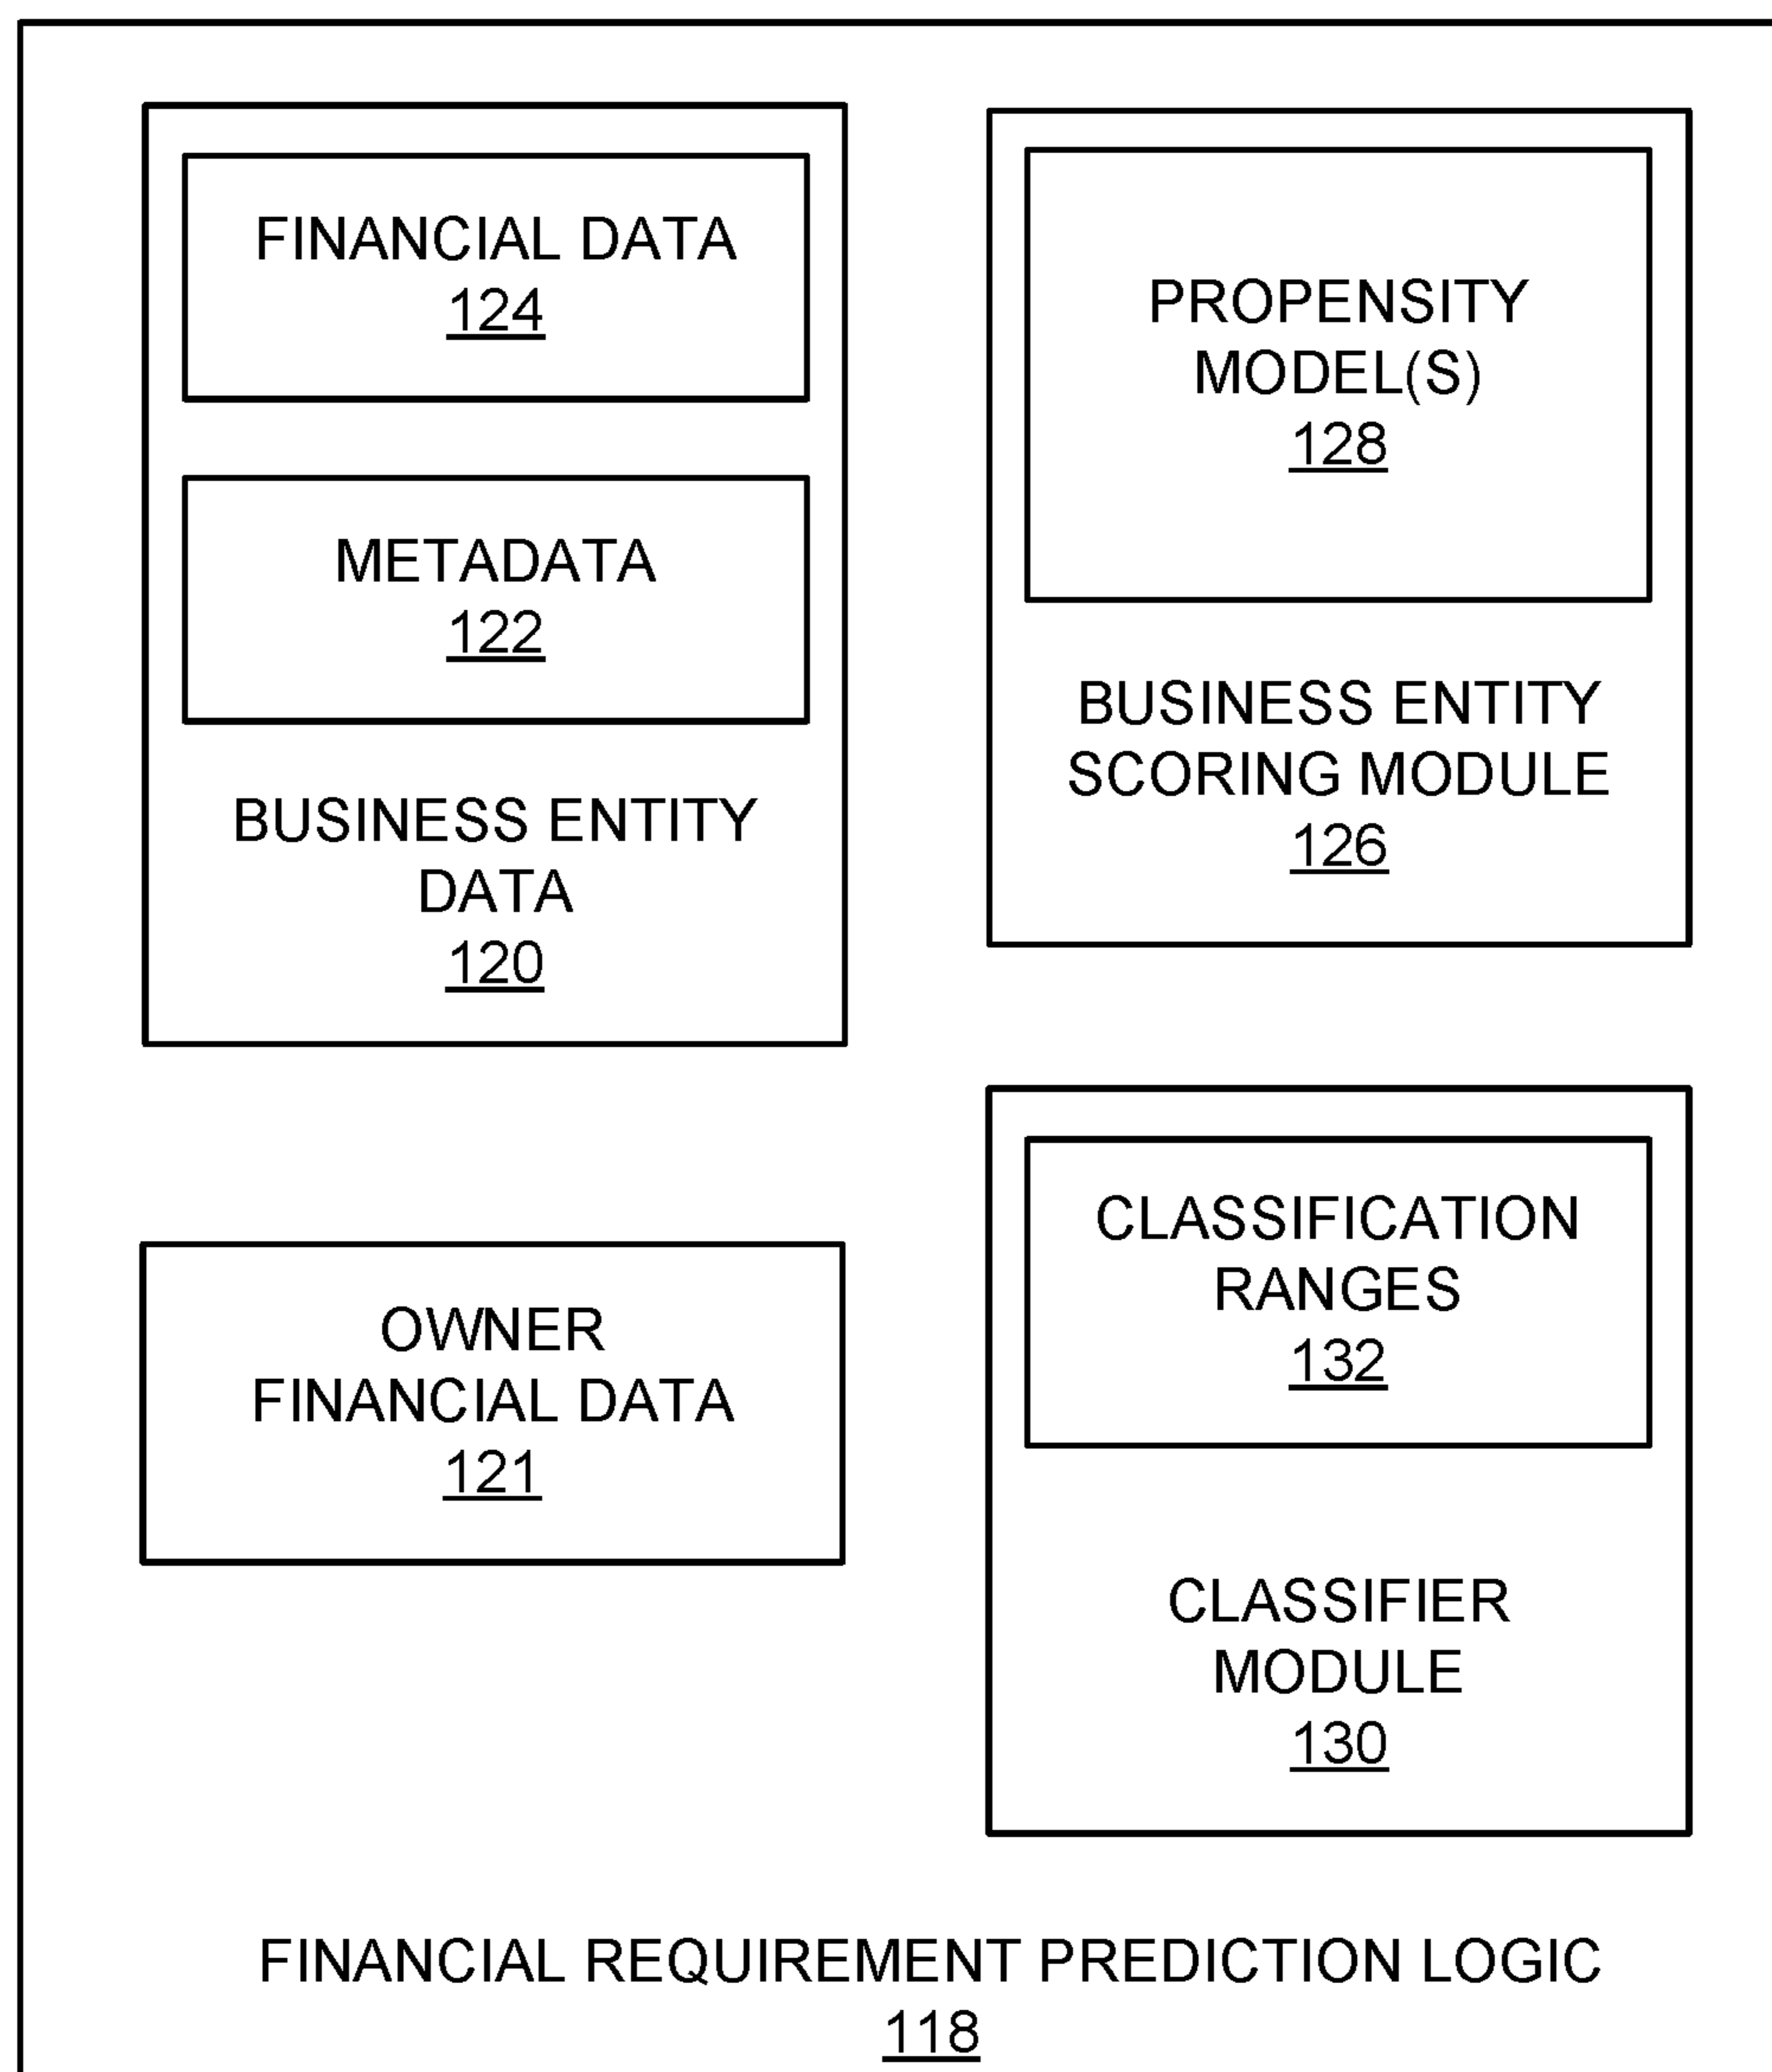 FINANCIAL DATA
124
METADATA
122
BUSINESS ENTITY
DATA
120
PROPENSITY
MODEL(S)
128
BUSINESS ENTITY
SCORING MODULE
126
OWNER
FINANCIAL DATA
121
CLASSIFICATION
RANGES
132
CLASSIFIER
MODULE
130
FINANCIAL REQUIREMENT PREDICTION LOGIC
118